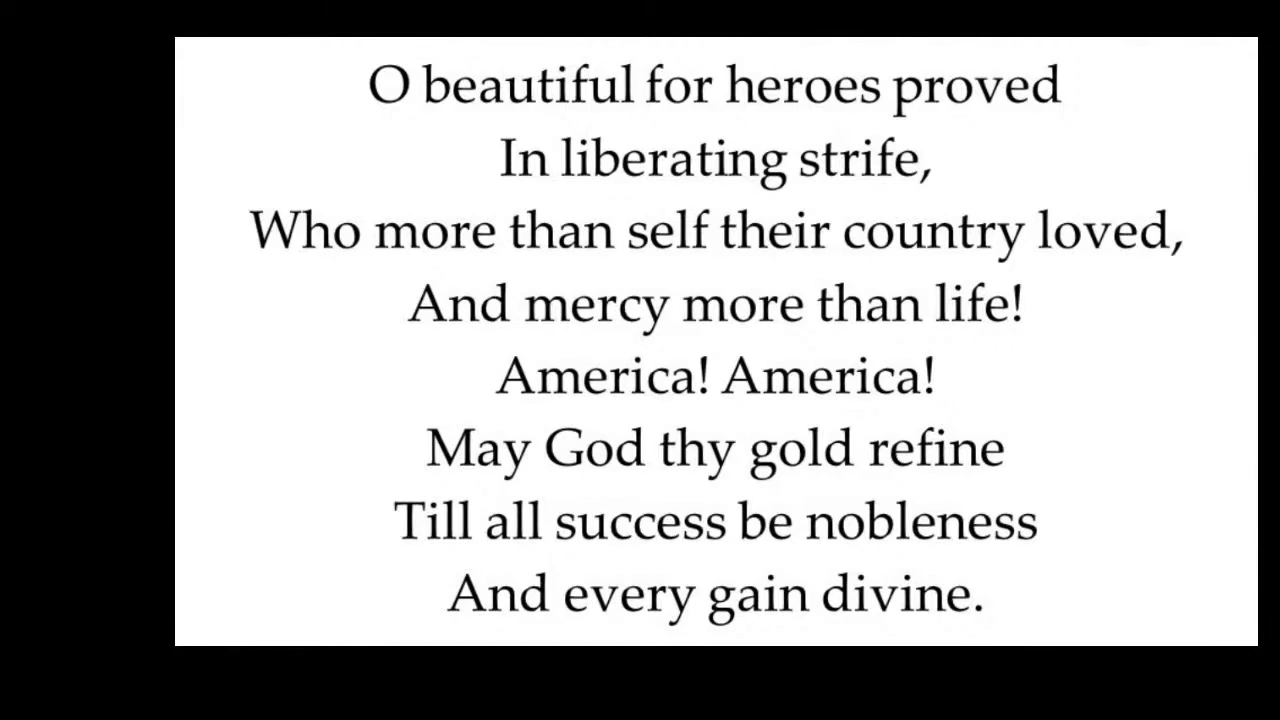 O beautiful for heroes proved
In liberating strife,
Who more than self their country loved,
And mercy more than life!
America! America!
May God thy gold refine
Till all success be nobleness
And every gain divine.